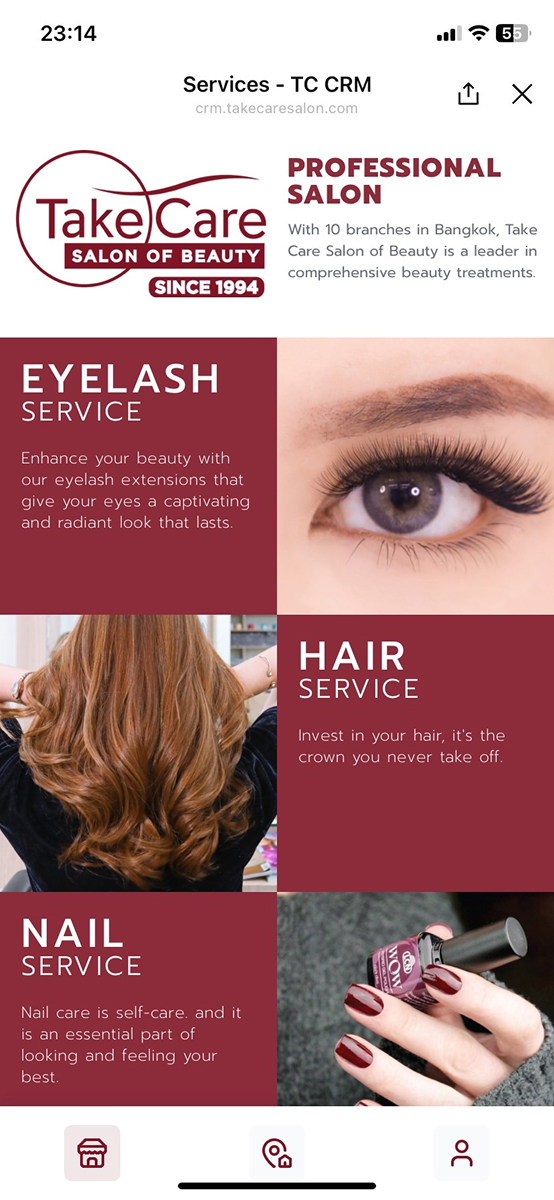 23:14
55
Services - TC CRM
crm.takecaresalon.com
Take Care
SALON OF BEAUTY
SINCE 1994
PROFESSIONAL
SALON
With 10 branches in Bangkok, Take
Care Salon of Beauty is a leader in
comprehensive beauty treatments.
EYELASH
SERVICE
Enhance your beauty with
our eyelash extensions that
give your eyes a captivating
and radiant look that lasts.
HAIR
SERVICE
Invest in your hair, it's the
crown you never take off.
NAIL
SERVICE
Nail care is self-care. and it
is an essential part of
looking and feeling your
best.
WOW